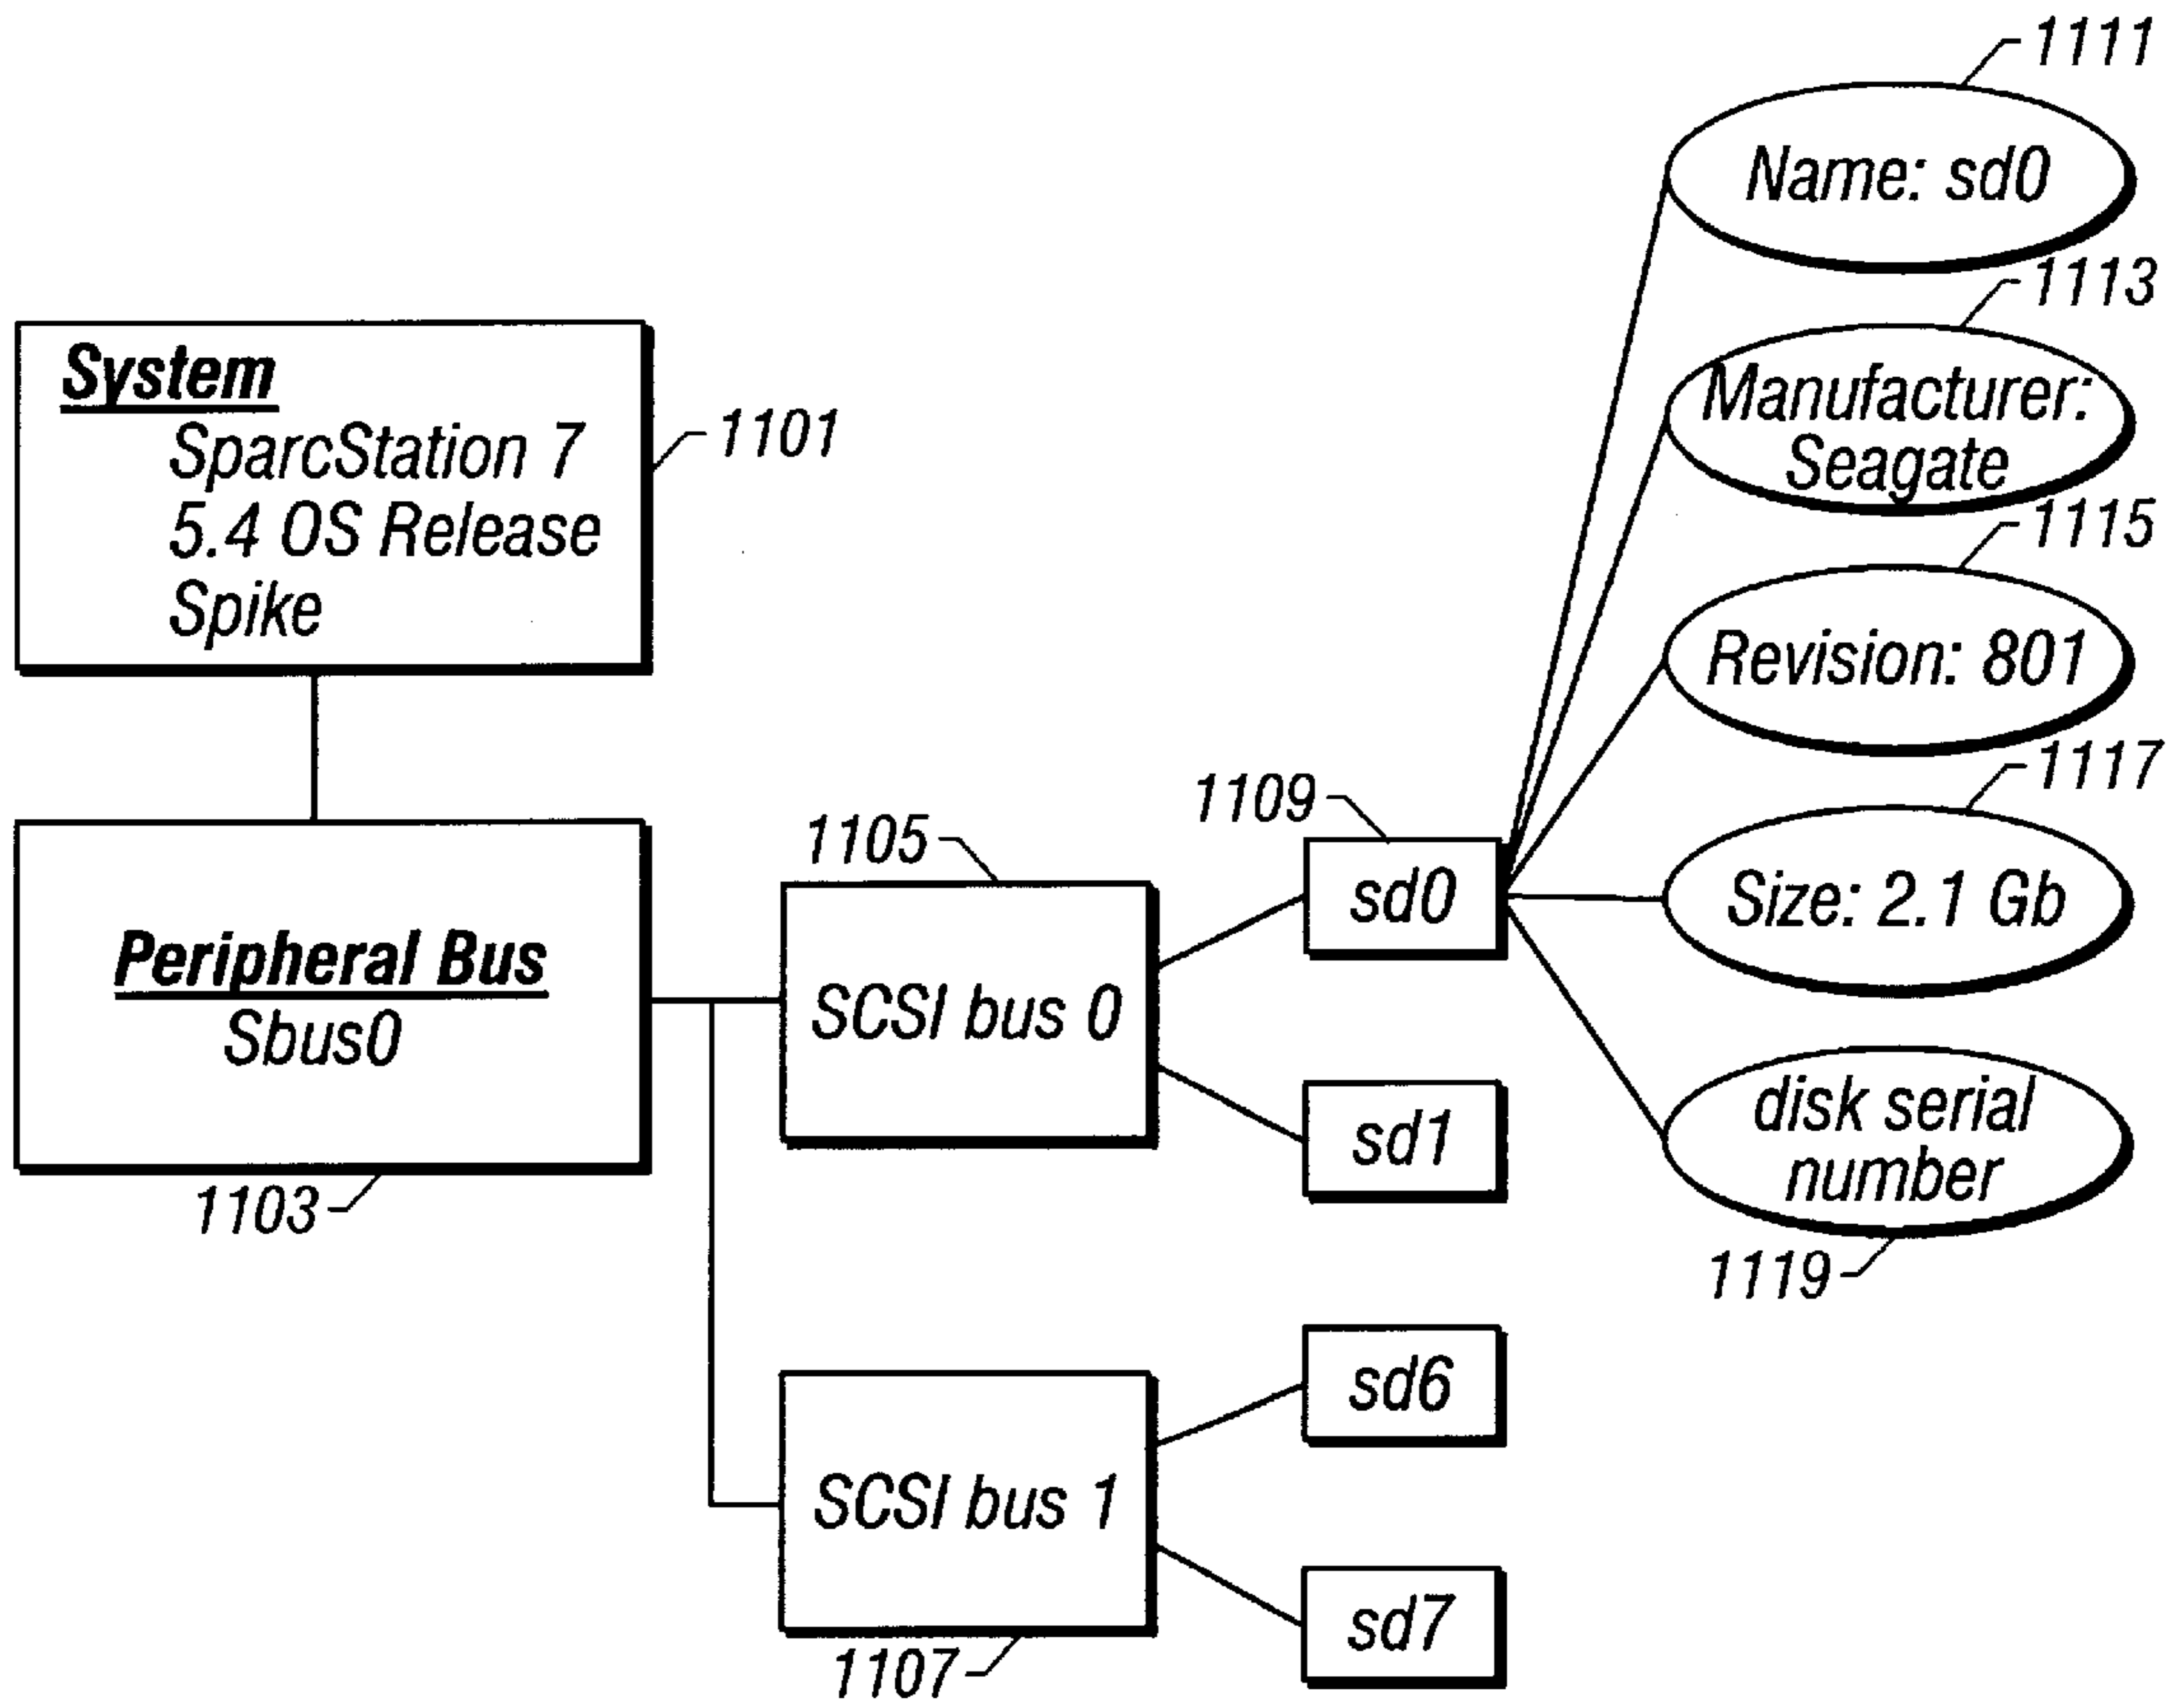 1111
Name: sd0
1113
Manufacturer:
Seagate
1115
Revision: 801
1117
Size: 2.1 Gb
disk serial
number
1119
System
SparcStation 7
5.4 OS Release
Spike
1101
Peripheral Bus
Sbus0
1103
1105
SCSI bus 0
1109
sd0
sd1
SCSI bus 1
1107
sd6
sd7